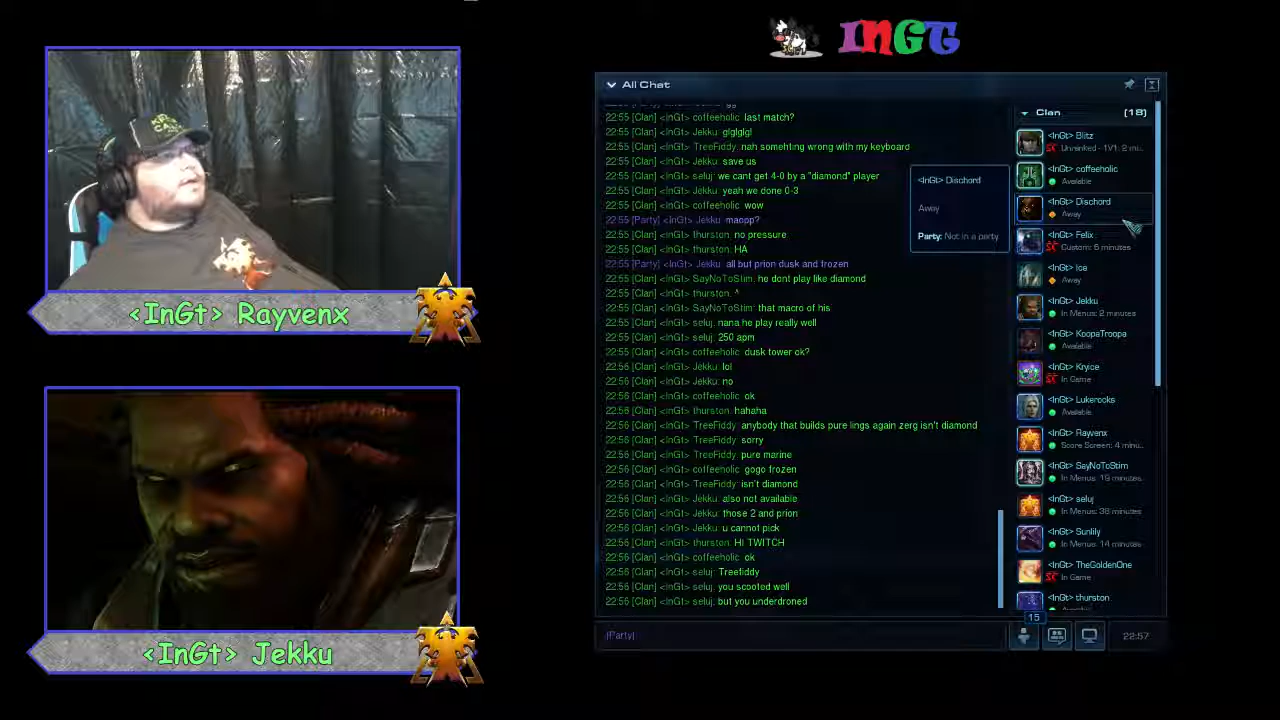 INGT
All Chat
22:55 [Clan] <InGt> coffeeholic: last match?
22:55 [Clan] <InGt> Jekku: glglglgl
22:55 [Clan] <InGt> TreeFiddy: nah somehting wrong with my keyboard
22:55 [Clan] <InGt> Jekku: save us
22:55 [Clan] <InGt> seluj: we cant get 4-0 by a "diamond" player
22:55 [Clan] <InGt> Jekku: yeah we done 0-3
22:55 [Clan] <InGt> coffeeholic: wow
22:55 [Party] <InGt> Jekku: maopp?
22:55 [Clan] <InGt> thurston: no pressure
22:55 [Clan] <InGt> thurston: HA
22:55 [Party] <InGt> Jekku: all but prion dusk and frozen
22:55 [Clan] <InGt> SayNoToStim: he dont play like diamond
22:55 [Clan] <InGt> thurston: ^
22:55 [Clan] <InGt> SayNoToStim: that macro of his
22:55 [Clan] <InGt> seluj: nana he play really well
22:55 [Clan] <InGt> seluj: 250 apm
22:55 [Clan] <InGt> coffeeholic: dusk tower ok?
22:56 [Clan] <InGt> Jekku: lol
22:56 [Clan] <InGt> Jekku: no
22:56 [Clan] <InGt> coffeeholic: ok
22:56 [Clan] <InGt> thurston: hahaha
22:56 [Clan] <InGt> TreeFiddy: anybody that builds pure lings again zerg isn't diamond
22:56 [Clan] <InGt> TreeFiddy: sorry
22:56 [Clan] <InGt> TreeFiddy: pure marine
22:56 [Clan] <InGt> coffeeholic: gogo frozen
22:56 [Clan] <InGt> TreeFiddy: isn't diamond
22:56 [Clan] <InGt> Jekku: also not available
22:56 [Clan] <InGt> Jekku: those 2 and prion
22:56 [Clan] <InGt> Jekku: u cannot pick
22:56 [Clan] <InGt> thurston: HI TWITCH
22:56 [Clan] <InGt> coffeeholic: ok
22:56 [Clan] <InGt> seluj: Treefiddy
22:56 [Clan] <InGt> seluj: you scooted well
22:56 [Clan] <InGt> seluj: but you underdroned
[Party]
<InGt> Dischord
Away
Party: Not in a party
Clan (18)
<InGt> Blitz
Unranked - 1V1: 2 mi...
<InGt> coffeeholic
Available
<InGt> Dischord
Away
<InGt> Felix
Custom: 6 minutes
<InGt> Ice
Away
<InGt> Jekku
In Menus: 2 minutes
<InGt> KoopaTroopa
Available
<InGt> Kryice
In Game
<InGt> Lukerocks
Available
<InGt> Rayvenx
Score Screen: 4 minu...
<InGt> SayNoToStim
In Menus: 19 minutes
<InGt> seluj
In Menus: 38 minutes
<InGt> Sunlily
In Menus: 14 minutes
<InGt> TheGoldenOne
In Game
<InGt> thurston
15
22:57
<InGt> Rayvenx
<InGt> Jekku